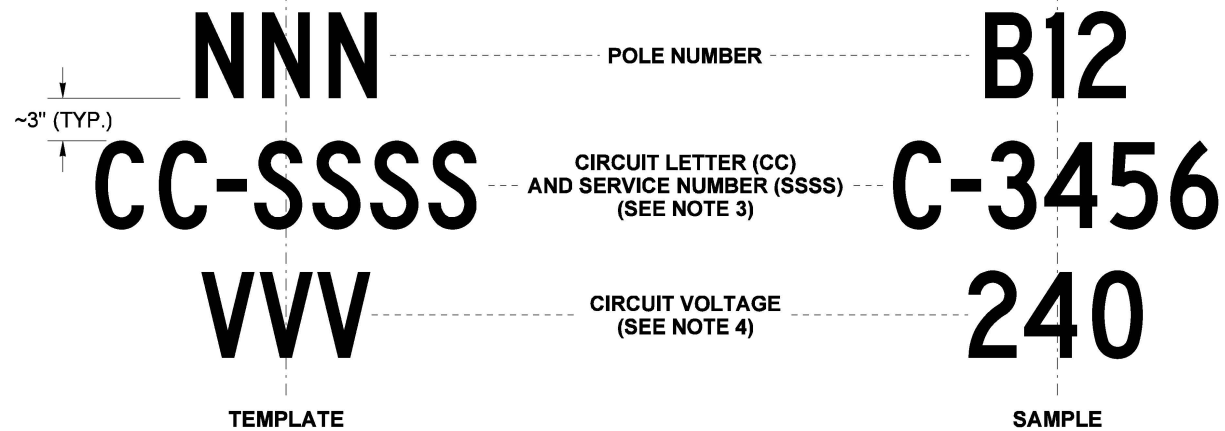 NNN POLE NUMBER B12
~3" (TYP.)
CC-SSSS CIRCUIT LETTER (CC) AND SERVICE NUMBER (SSSS) (SEE NOTE 3) C-3456
VVV CIRCUIT VOLTAGE (SEE NOTE 4) 240
TEMPLATE SAMPLE